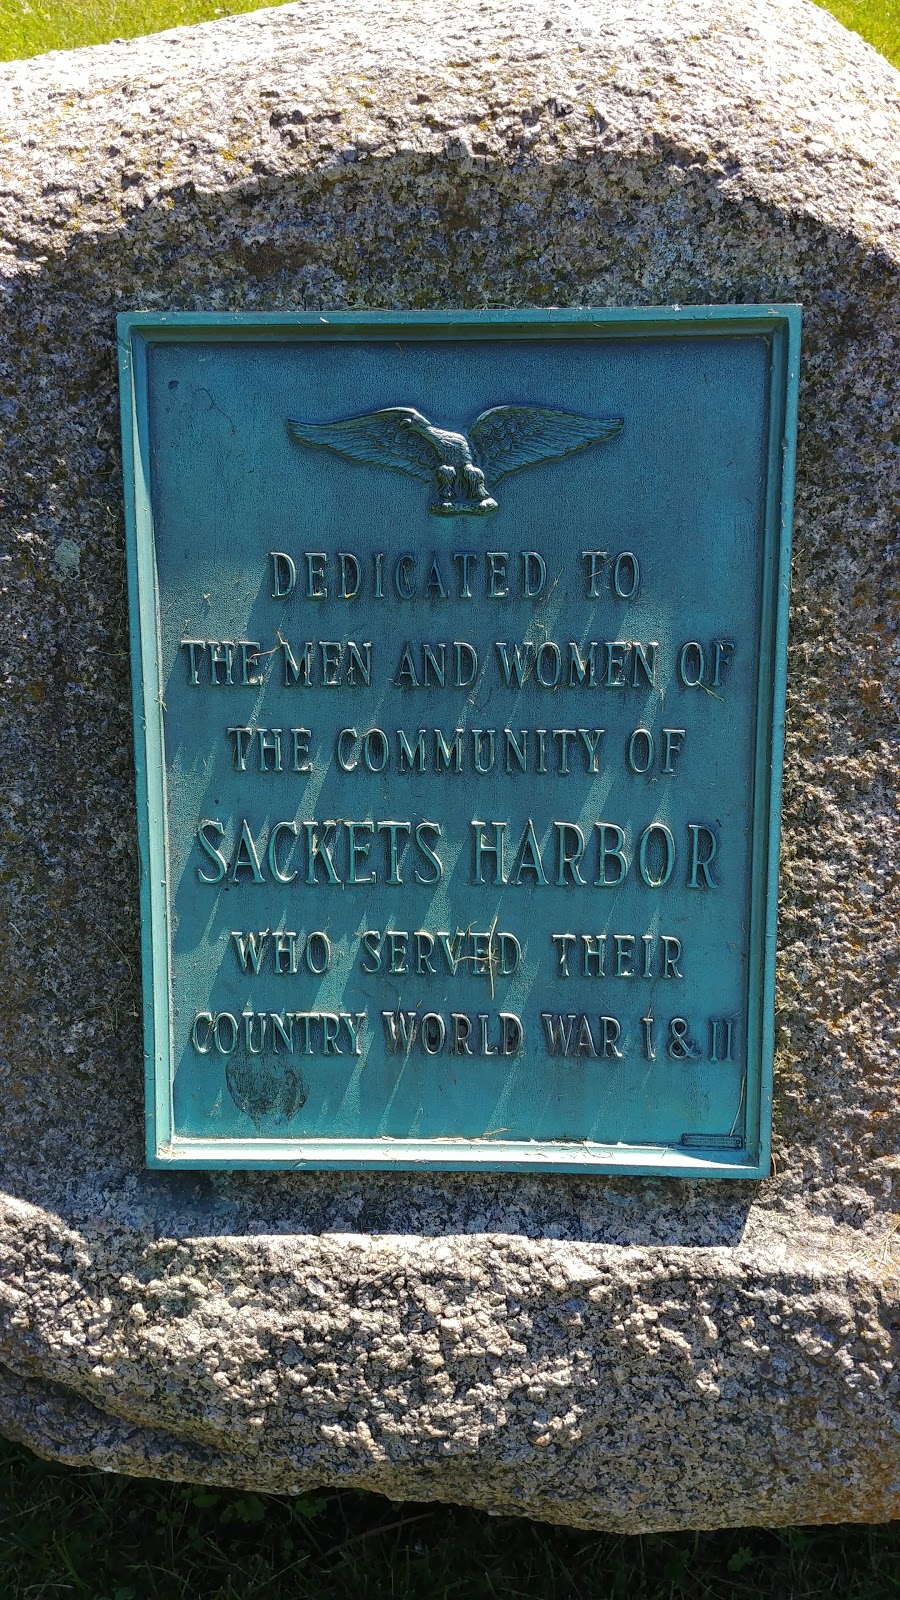 DEDICATED TO
THE MEN AND WOMEN OF
THE COMMUNITY OF
SACKETS HARBOR
WHO SERVED THEIR
COUNTRY WORLD WAR I & II